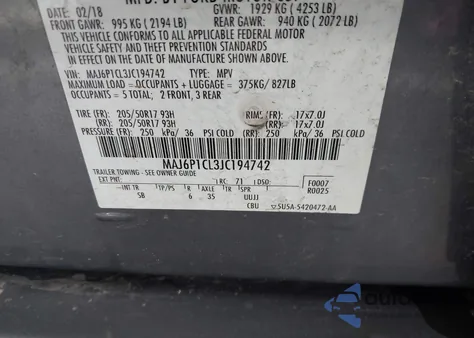 DATE: 02/18 GVWR: 1929 KG ( 4253 LB)
FRONT GAWR: 995 KG ( 2194 LB) REAR GAWR: 940 KG ( 2072 LB)
THIS VEHICLE CONFORMS TO ALL APPLICABLE FEDERAL MOTOR
VEHICLE SAFETY AND BUMPER STANDARDS
IN EFFECT ON THE DATE OF MANUFACTURE SHOWN ABOVE.
VIN: MAJ6P1CL3JC194742 TYPE: MPV
MAXIMUM LOAD = OCCUPANTS + LUGGAGE = 375KG/ 827LB
OCCUPANTS = 5 TOTAL: 2 FRONT, 3 REAR
TIRE (FR): 205/50R17 93H (FR): 17x7.0J
(RR): 205/50R17 93H RIMS (RR): 17x7.0J
PRESSURE (FR): 250 kPa/ 36 PSI COLD (RR): 250 kPa/ 36 PSI COLD
MAJ6P1CL3JC194742
TRAILER TOWING - SEE OWNER GUIDE
EXT PNT: RC: 71 DSO: F0007
INT TR TP/PS R AXLE TR SPR R0025
SB 6 35 UUJJ
CBU 5U5A-5420472-AA